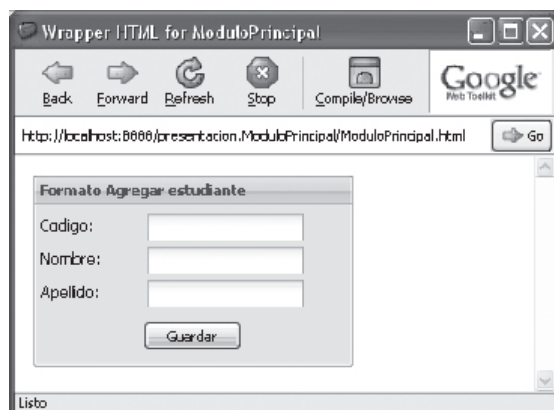 Wrapper HTML for ModuloPrincipal
Back Forward Refresh Stop Compile/Browse
Google
Web Toolkit
http://localhost:8888/presentacion.ModuloPrincipal/ModuloPrincipal.html Go
Formato Agregar estudiante
Codigo:
Nombre:
Apellido:
Guardar
Listo